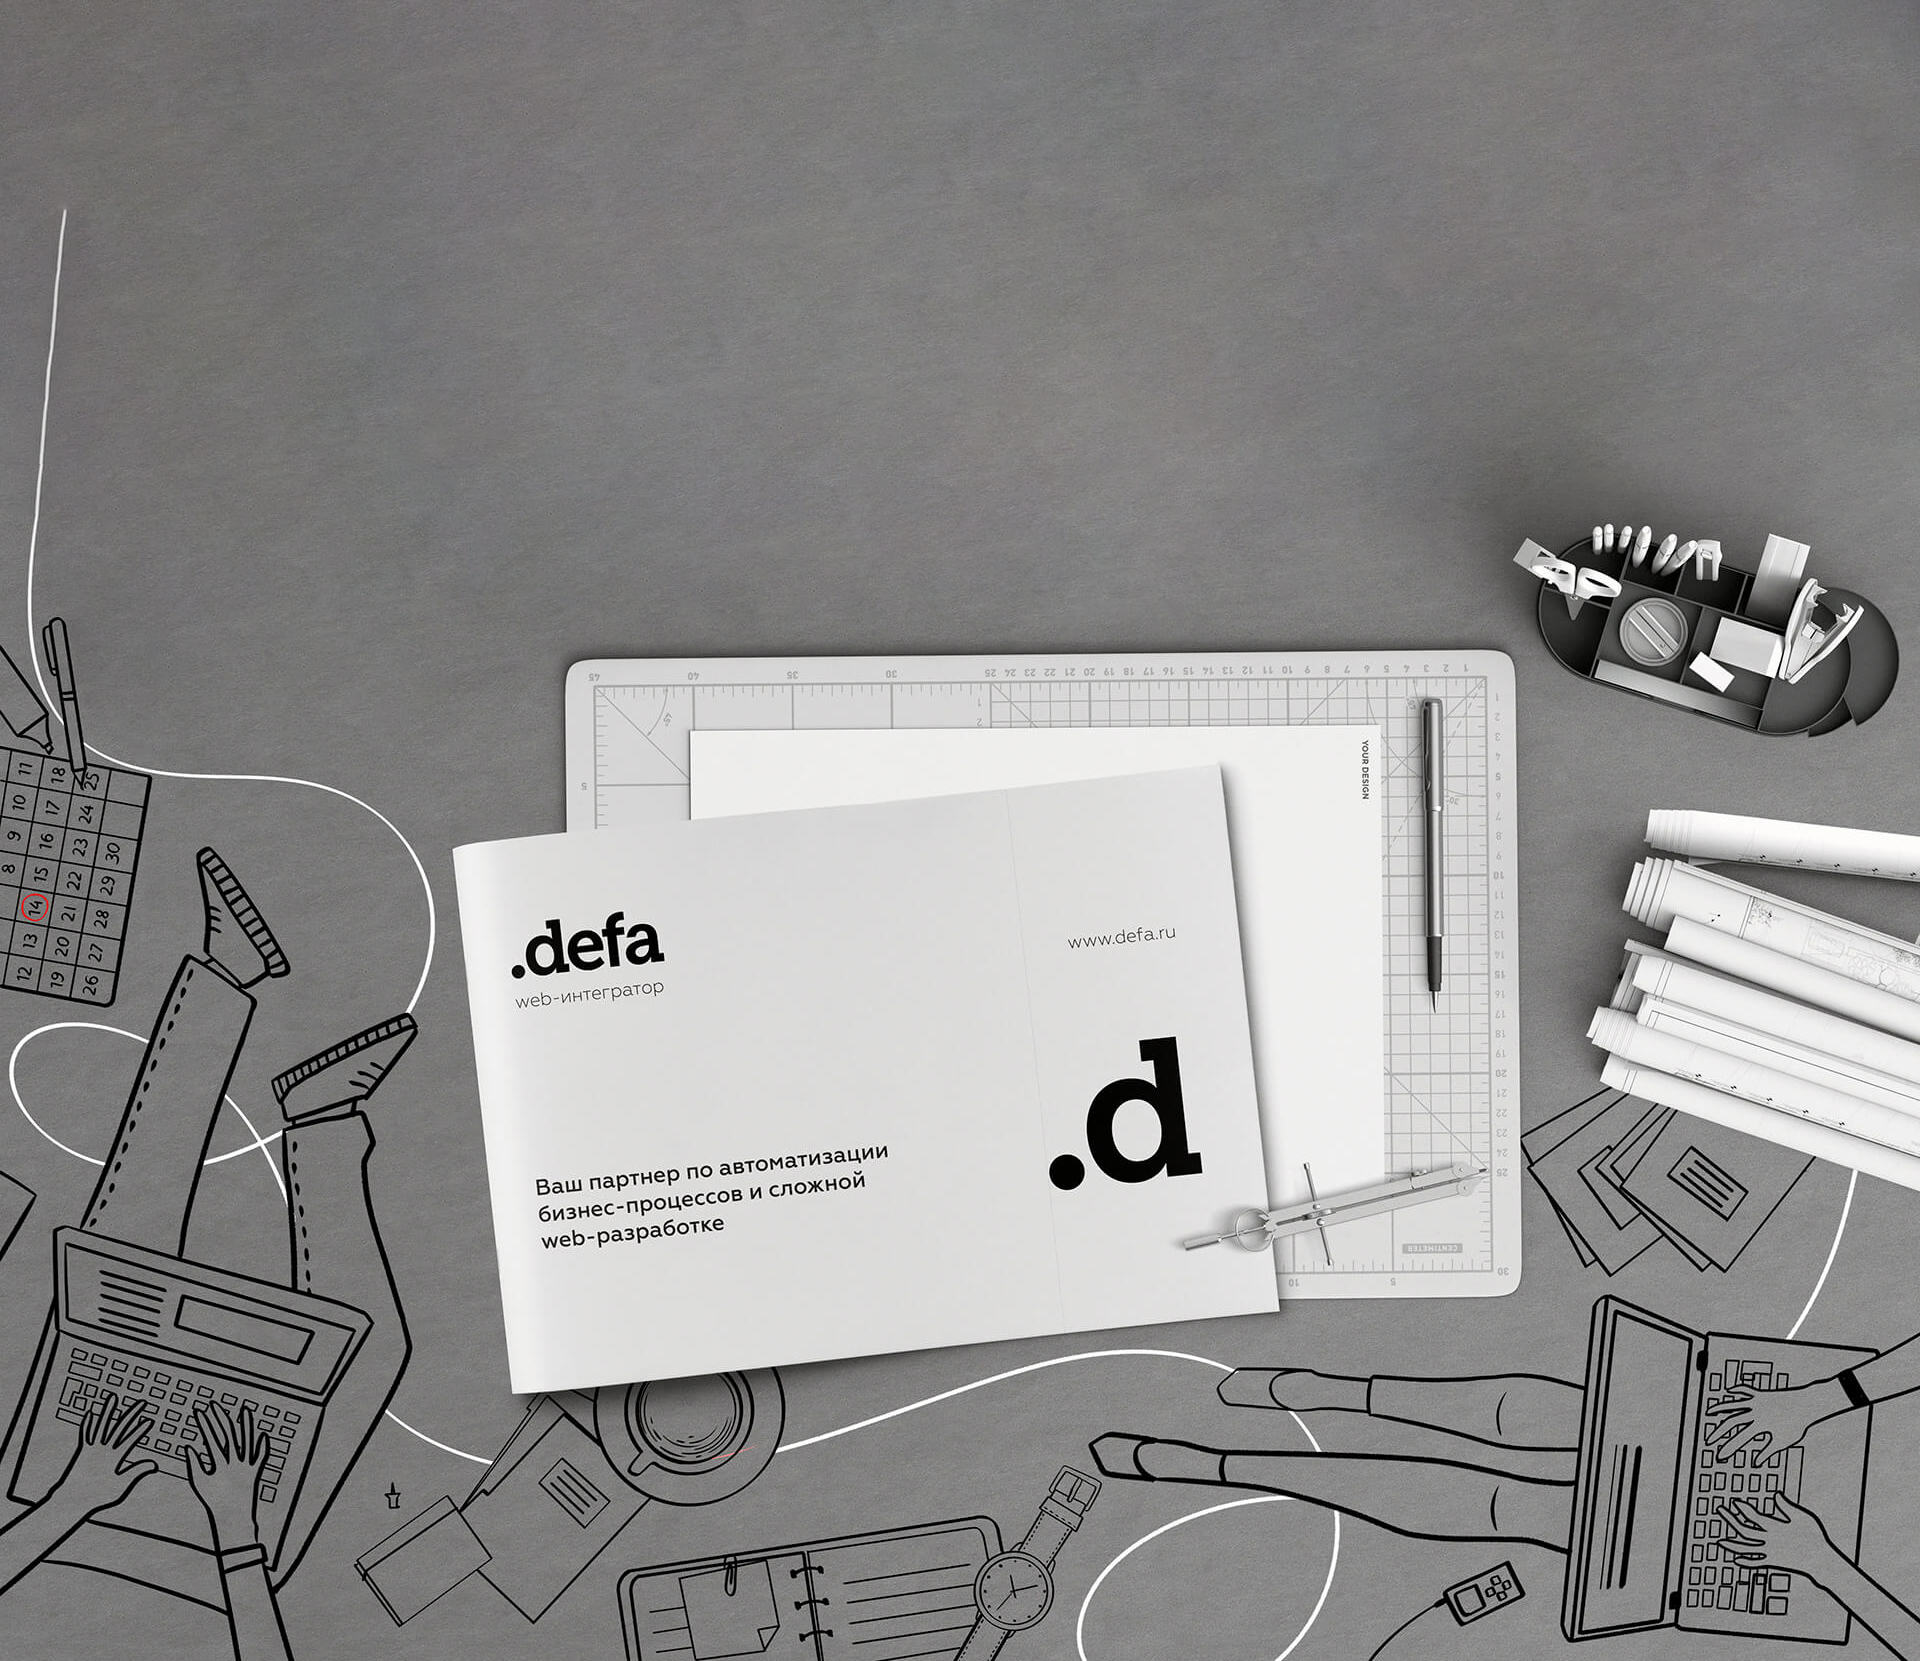 .defa
web-интегратор
Ваш партнер по автоматизации
бизнес-процессов и сложной
web-разработке
www.defa.ru
.d
YOUR DESIGN
CENTIMETER
45 40 35 30 25 24 23 22 21 20 19 18 17 16 15 14 13 12 11 10 9 8 7 6 5 4 3 2 1
11 18 25
10 17 24
9 16 23 30
8 15 22 29
14 21 28
13 20 27
12 19 26